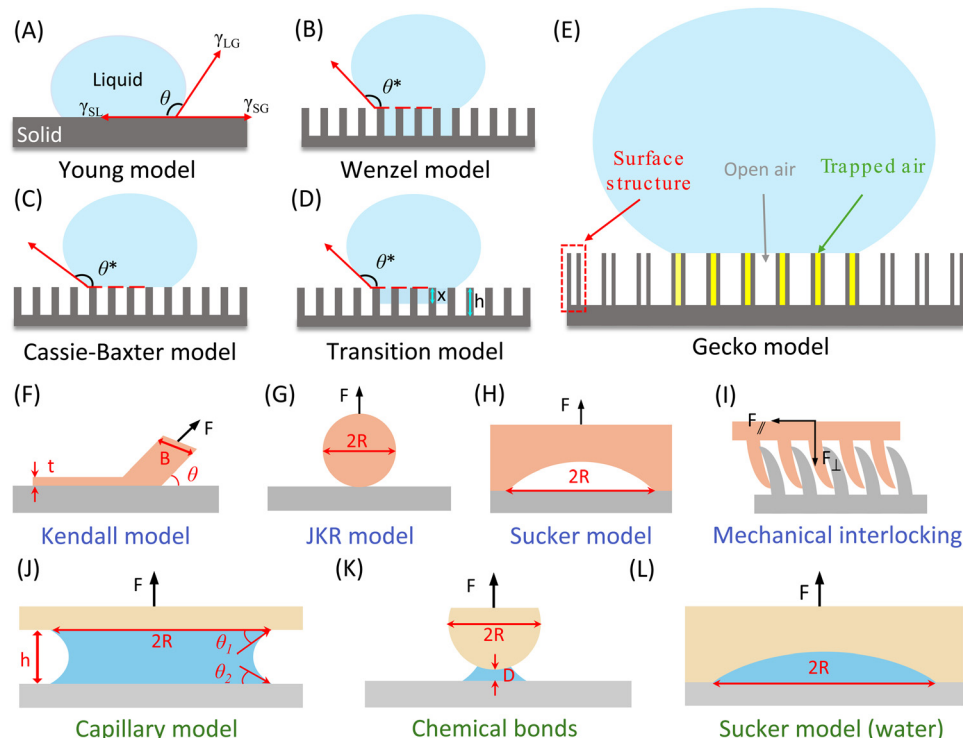 (A)
γLG
Liquid
θ
γSL
γSG
Solid
Young model
(B)
θ*
Wenzel model
(C)
θ*
Cassie-Baxter model
(D)
θ*
x
h
Transition model
(E)
Surface
structure
Open air
Trapped air
Gecko model
(F)
F
t
B
θ
Kendall model
(G)
F
2R
JKR model
(H)
F
2R
Sucker model
(I)
F∥
F⊥
Mechanical interlocking
(J)
F
2R
h
θ1
θ2
Capillary model
(K)
F
2R
D
Chemical bonds
(L)
F
2R
Sucker model (water)